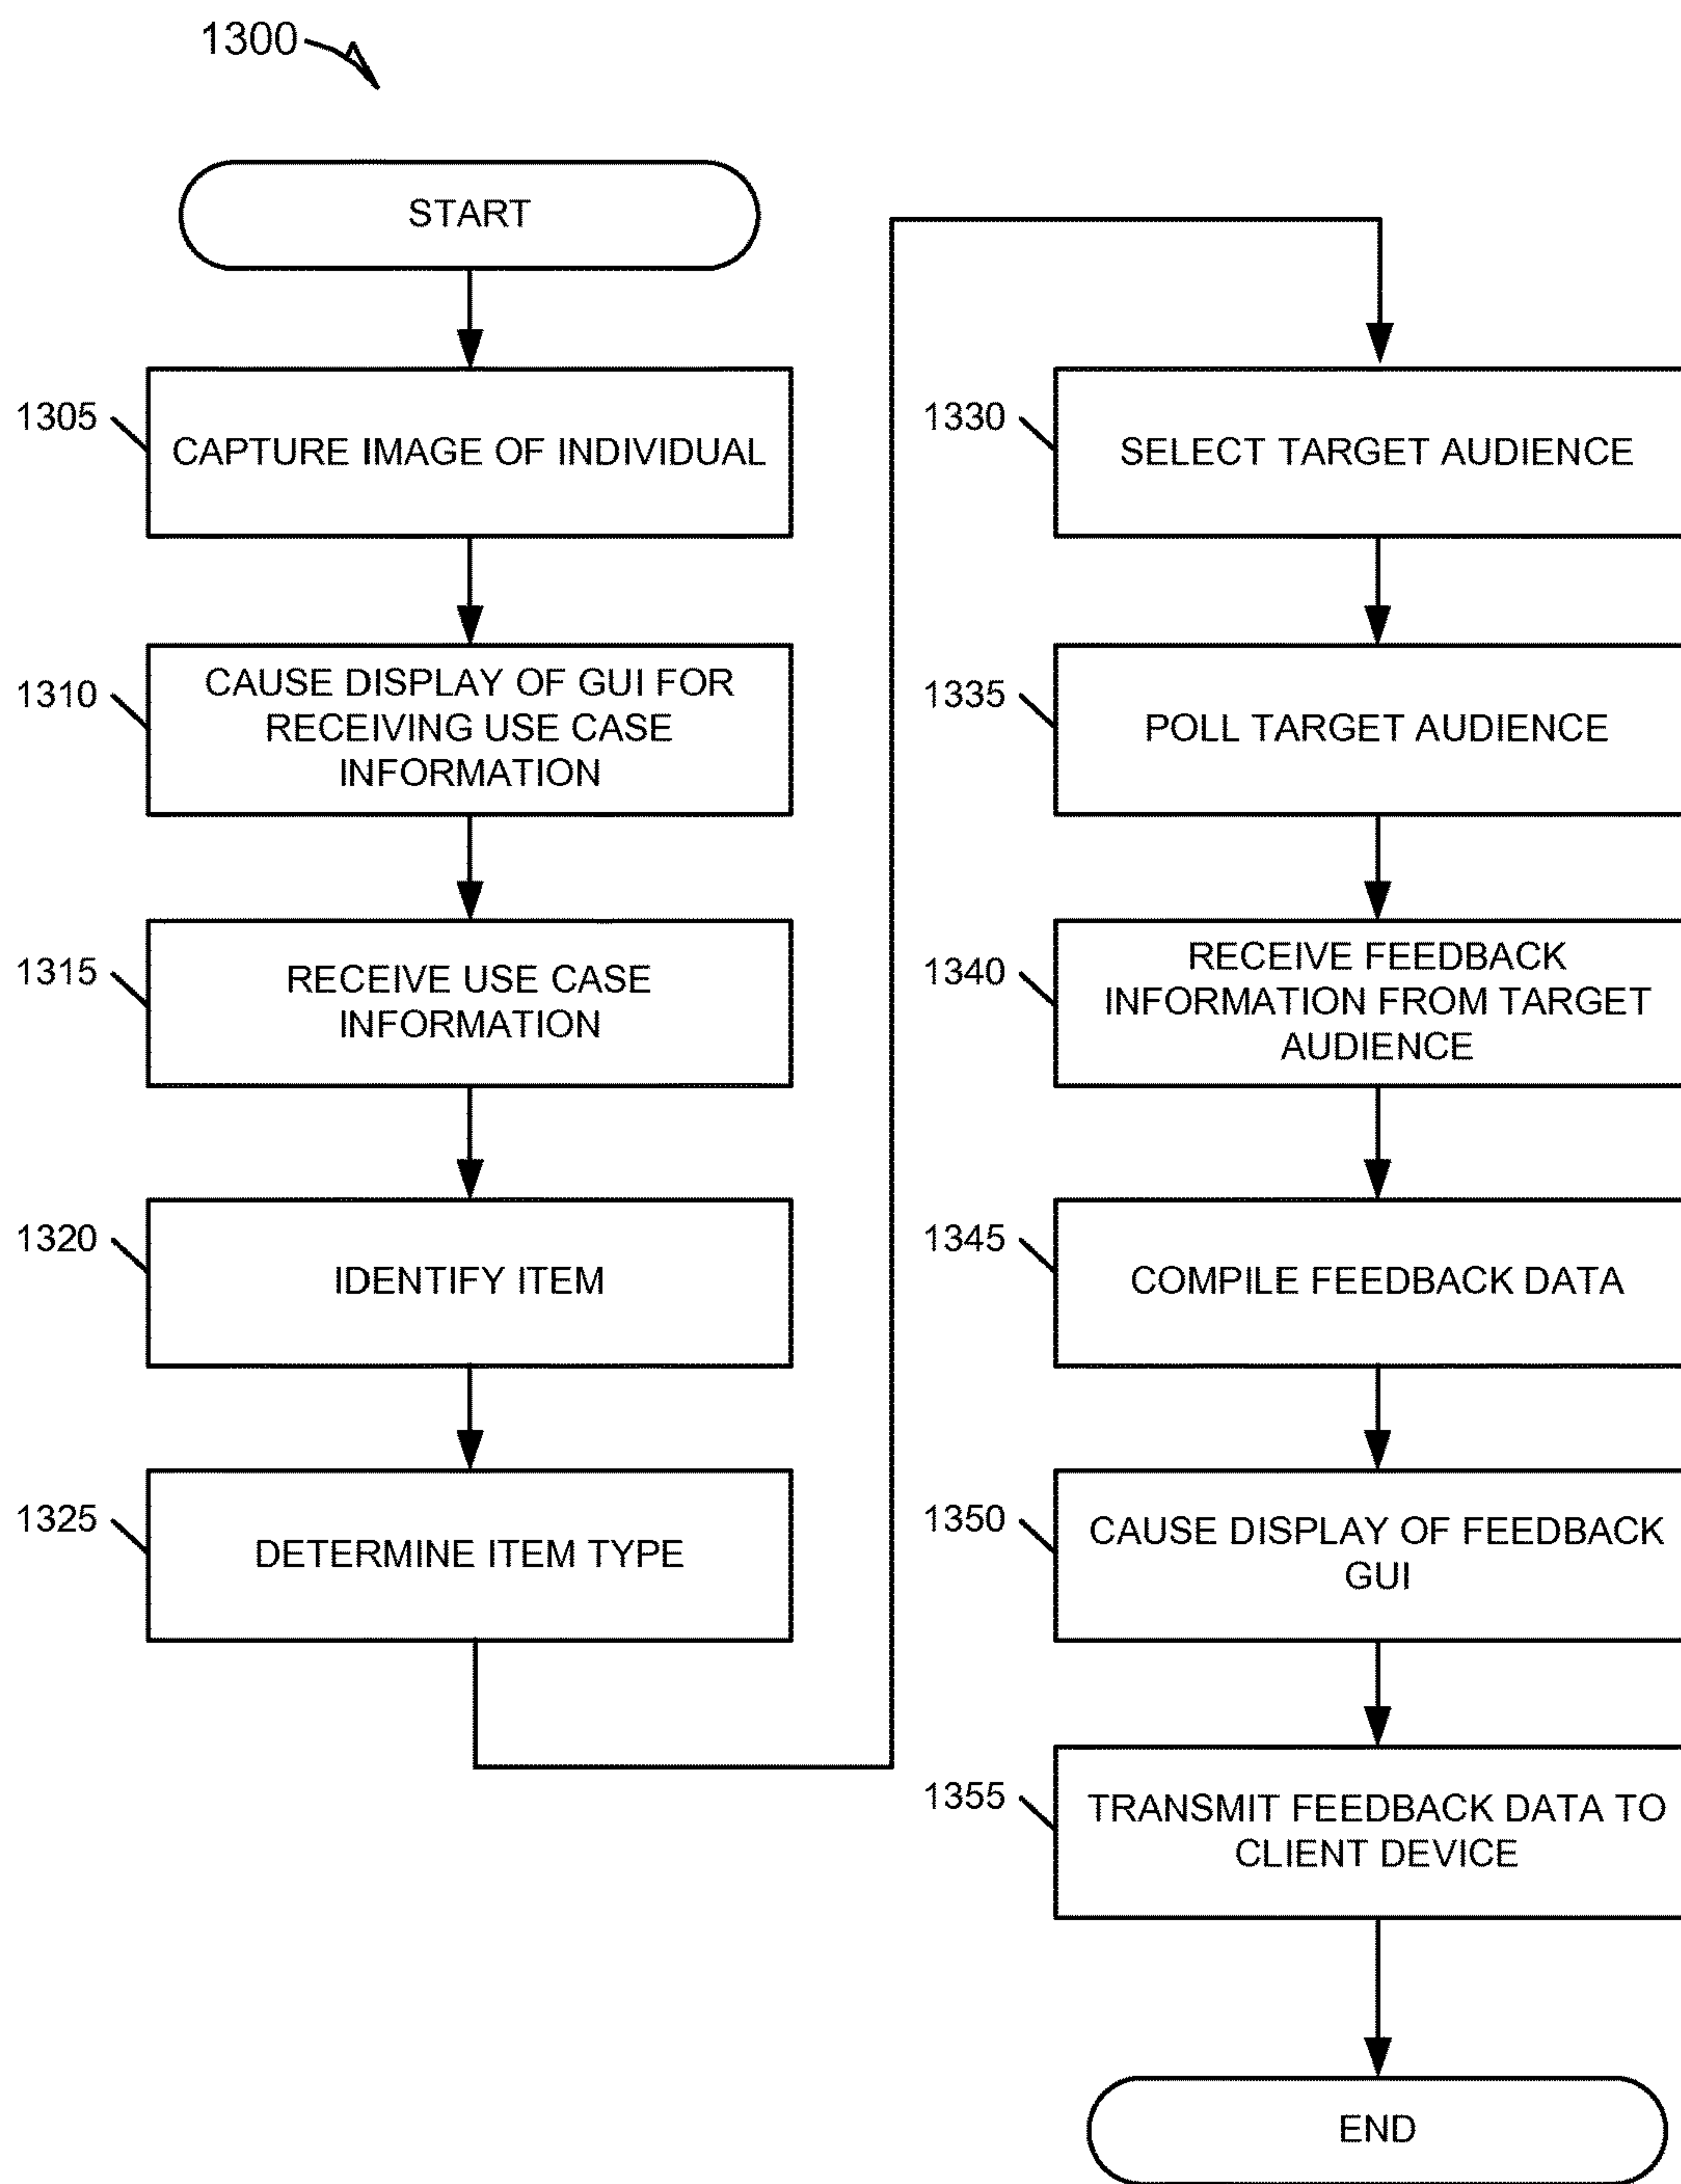 1300
START
1305
CAPTURE IMAGE OF INDIVIDUAL
1310
CAUSE DISPLAY OF GUI FOR
RECEIVING USE CASE
INFORMATION
1315
RECEIVE USE CASE
INFORMATION
1320
IDENTIFY ITEM
1325
DETERMINE ITEM TYPE
1330
SELECT TARGET AUDIENCE
1335
POLL TARGET AUDIENCE
1340
RECEIVE FEEDBACK
INFORMATION FROM TARGET
AUDIENCE
1345
COMPILE FEEDBACK DATA
1350
CAUSE DISPLAY OF FEEDBACK
GUI
1355
TRANSMIT FEEDBACK DATA TO
CLIENT DEVICE
END